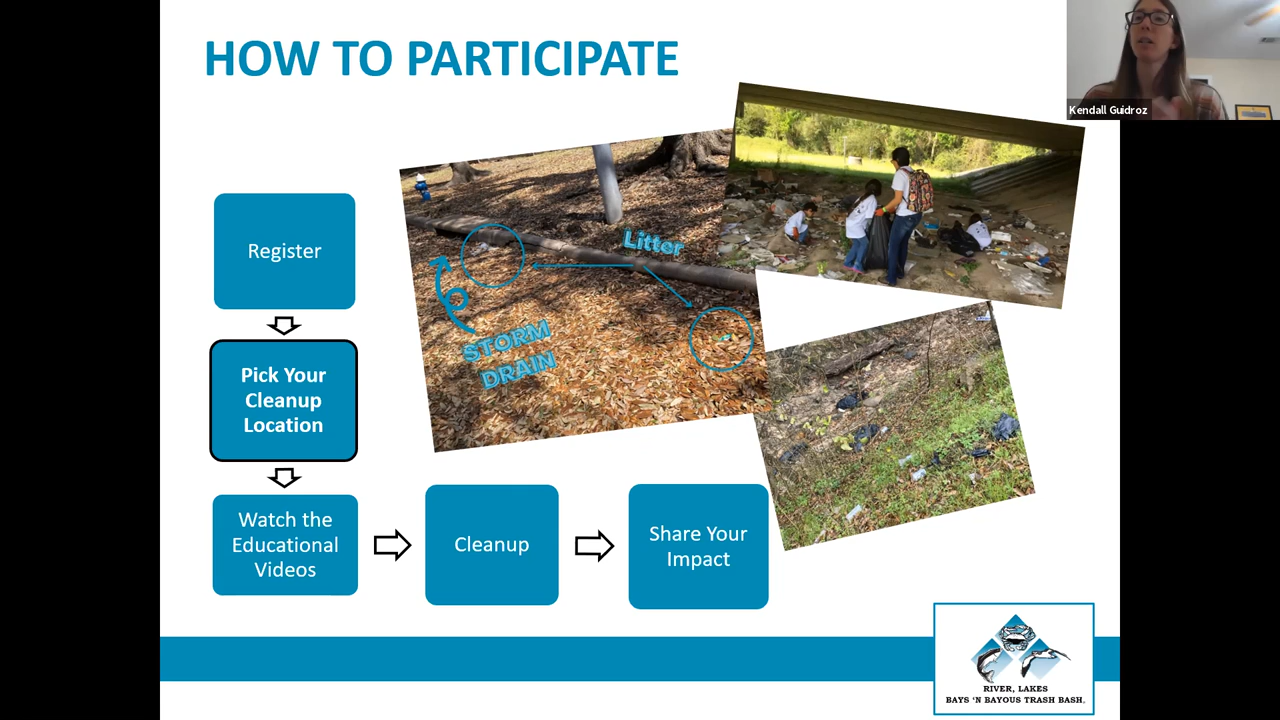 HOW TO PARTICIPATE
Kendall Guidroz
Register
Pick Your
Cleanup
Location
Watch the
Educational
Videos
Cleanup
Share Your
Impact
Litter
STORM
DRAIN
RIVER, LAKES
BAYS 'N BAYOUS TRASH BASH®